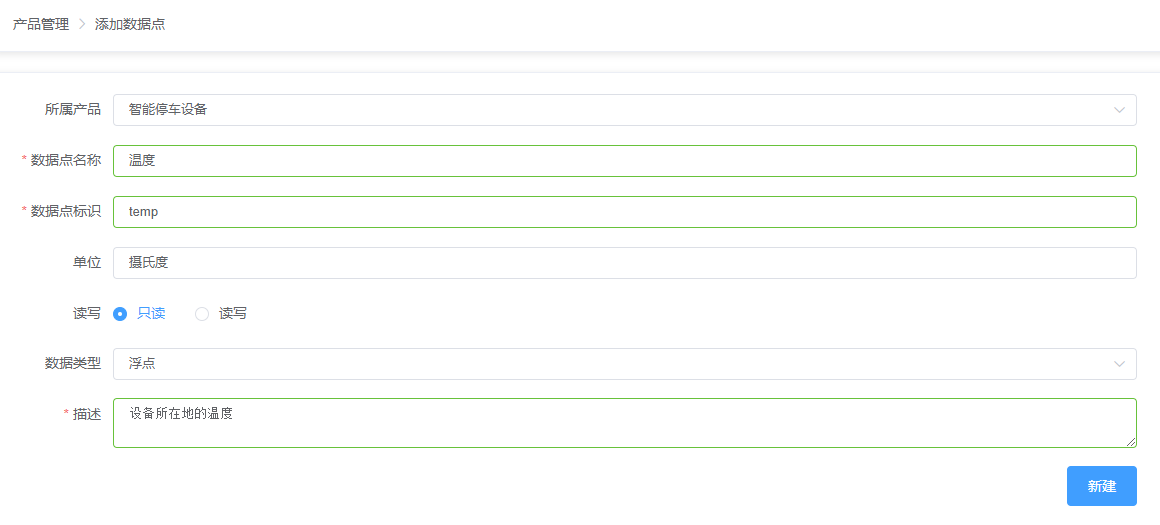 产品管理 > 添加数据点
所属产品 智能停车设备
* 数据点名称 温度
* 数据点标识 temp
单位 摄氏度
读写 只读 读写
数据类型 浮点
* 描述 设备所在地的温度
新建